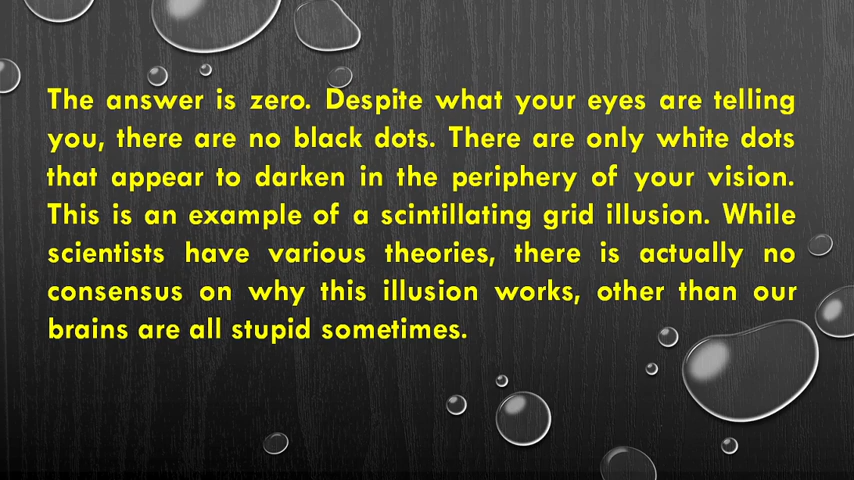 The answer is zero. Despite what your eyes are telling
you, there are no black dots. There are only white dots
that appear to darken in the periphery of your vision.
This is an example of a scintillating grid illusion. While
scientists have various theories, there is actually no
consensus on why this illusion works, other than our
brains are all stupid sometimes.